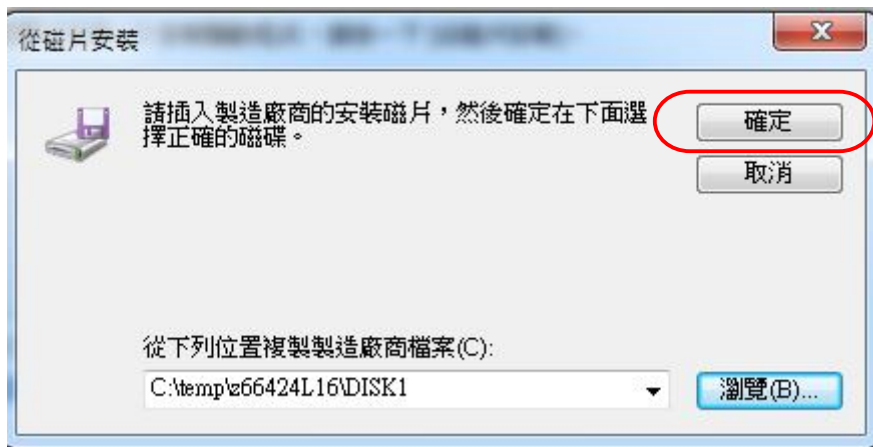 從磁片安裝
請插入製造廠商的安裝磁片，然後確定在下面選
擇正確的磁碟。
確定
取消
從下列位置複製製造廠商檔案(C):
C:\temp\z66424L16\DISK1
瀏覽(B)...